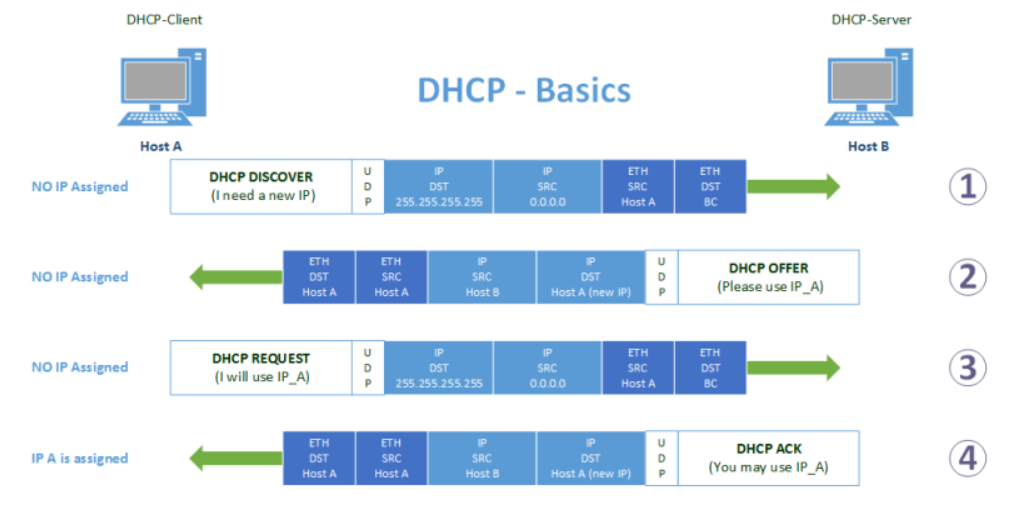 DHCP-Client
DHCP-Server
DHCP - Basics
Host A
Host B
NO IP Assigned
DHCP DISCOVER
(I need a new IP)
U
D
P
IP
DST
255.255.255.255
IP
SRC
0.0.0.0
ETH
SRC
Host A
ETH
DST
BC
1
NO IP Assigned
ETH
DST
Host A
ETH
SRC
Host A
IP
SRC
Host B
IP
DST
Host A (new IP)
U
D
P
DHCP OFFER
(Please use IP_A)
2
NO IP Assigned
DHCP REQUEST
(I will use IP_A)
U
D
P
IP
DST
255.255.255.255
IP
SRC
0.0.0.0
ETH
SRC
Host A
ETH
DST
BC
3
IP A is assigned
ETH
DST
Host A
ETH
SRC
Host A
IP
SRC
Host B
IP
DST
Host A (new IP)
U
D
P
DHCP ACK
(You may use IP_A)
4